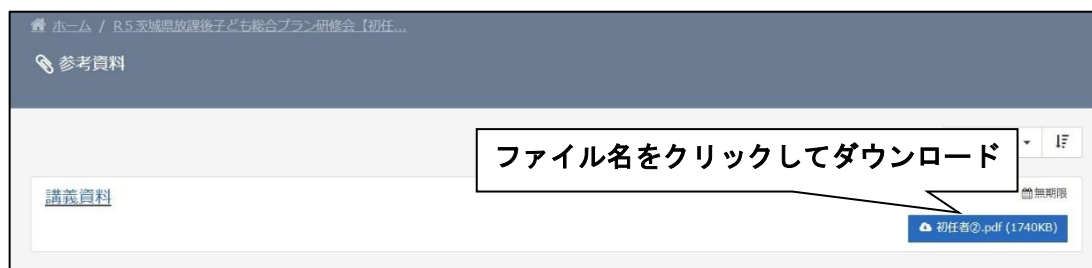 ホーム / R5茨城県放課後子ども総合プラン研修会【初任...
参考資料
ファイル名をクリックしてダウンロード
講義資料
無期限
初任者②.pdf (1740KB)